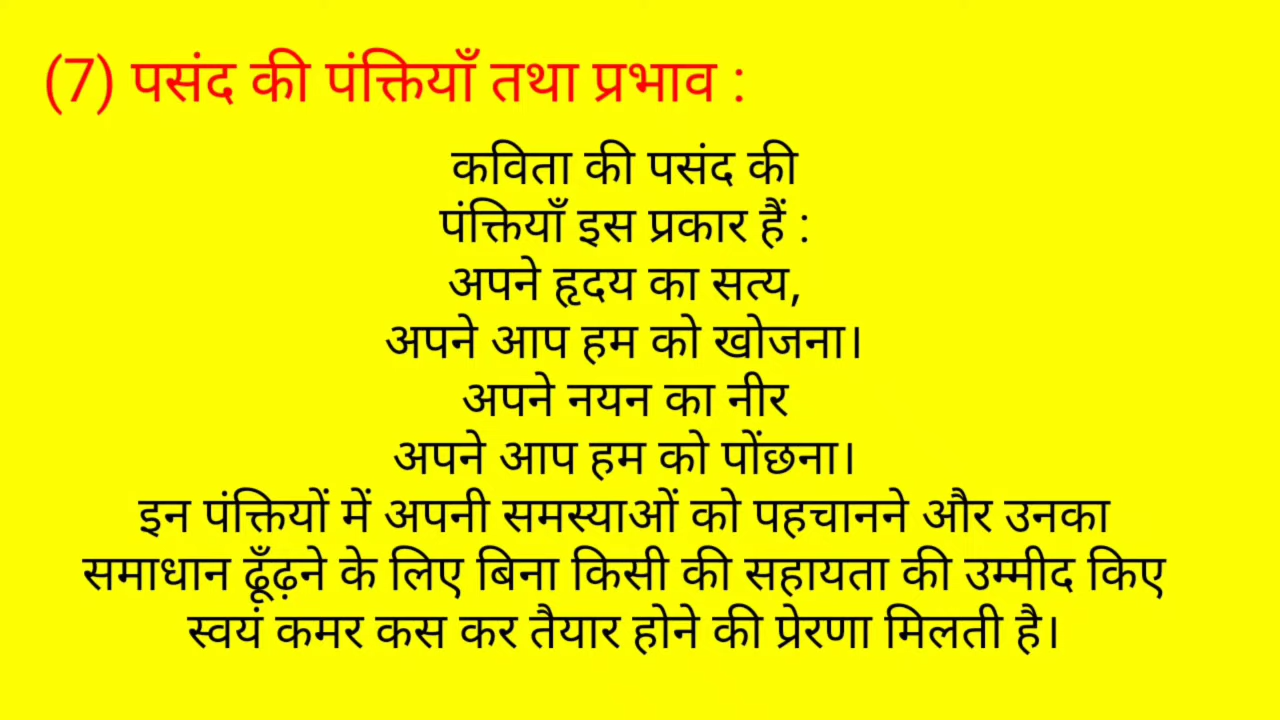 (7) पसंद की पंक्तियाँ तथा प्रभाव :
कविता की पसंद की
पंक्तियाँ इस प्रकार हैं :
अपने हृदय का सत्य,
अपने आप हम को खोजना।
अपने नयन का नीर
अपने आप हम को पोंछना।
इन पंक्तियों में अपनी समस्याओं को पहचानने और उनका
समाधान ढूँढ़ने के लिए बिना किसी की सहायता की उम्मीद किए
स्वयं कमर कस कर तैयार होने की प्रेरणा मिलती है।